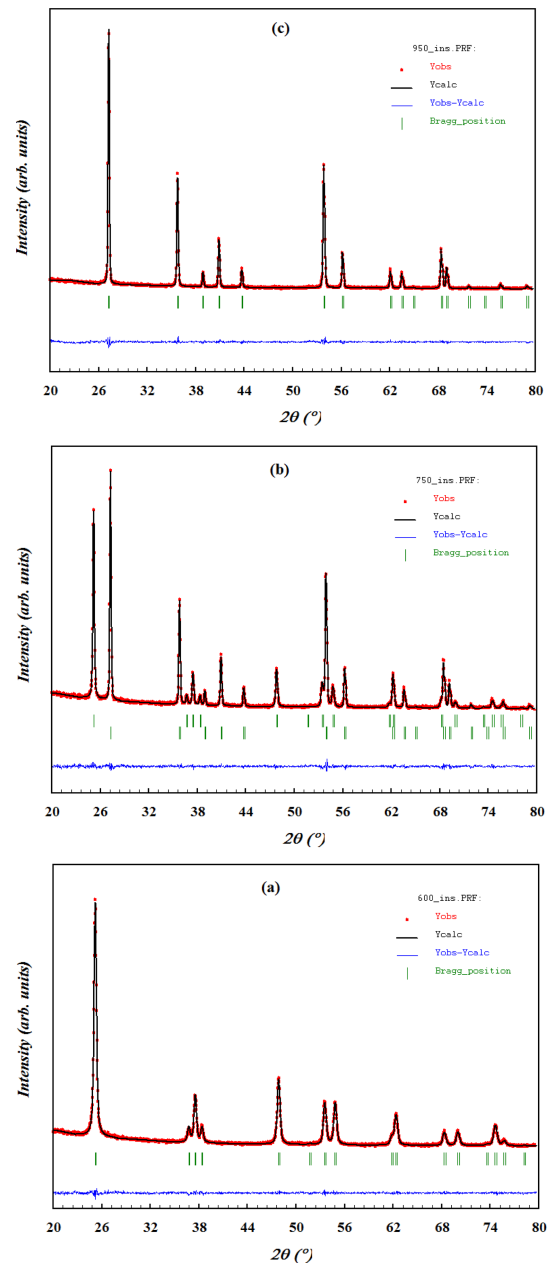 (c)
950_ins.PRF:
Yobs
Ycalc
Yobs-Ycalc
Bragg_position
Intensity (arb. units)
20 26 32 38 44 50 56 62 68 74 80
2θ (°)
(b)
750_ins.PRF:
Yobs
Ycalc
Yobs-Ycalc
Bragg_position
Intensity (arb. units)
20 26 32 38 44 50 56 62 68 74 80
2θ (°)
(a)
600_ins.PRF:
Yobs
Ycalc
Yobs-Ycalc
Bragg_position
Intensity (arb. units)
20 26 32 38 44 50 56 62 68 74 80
2θ (°)